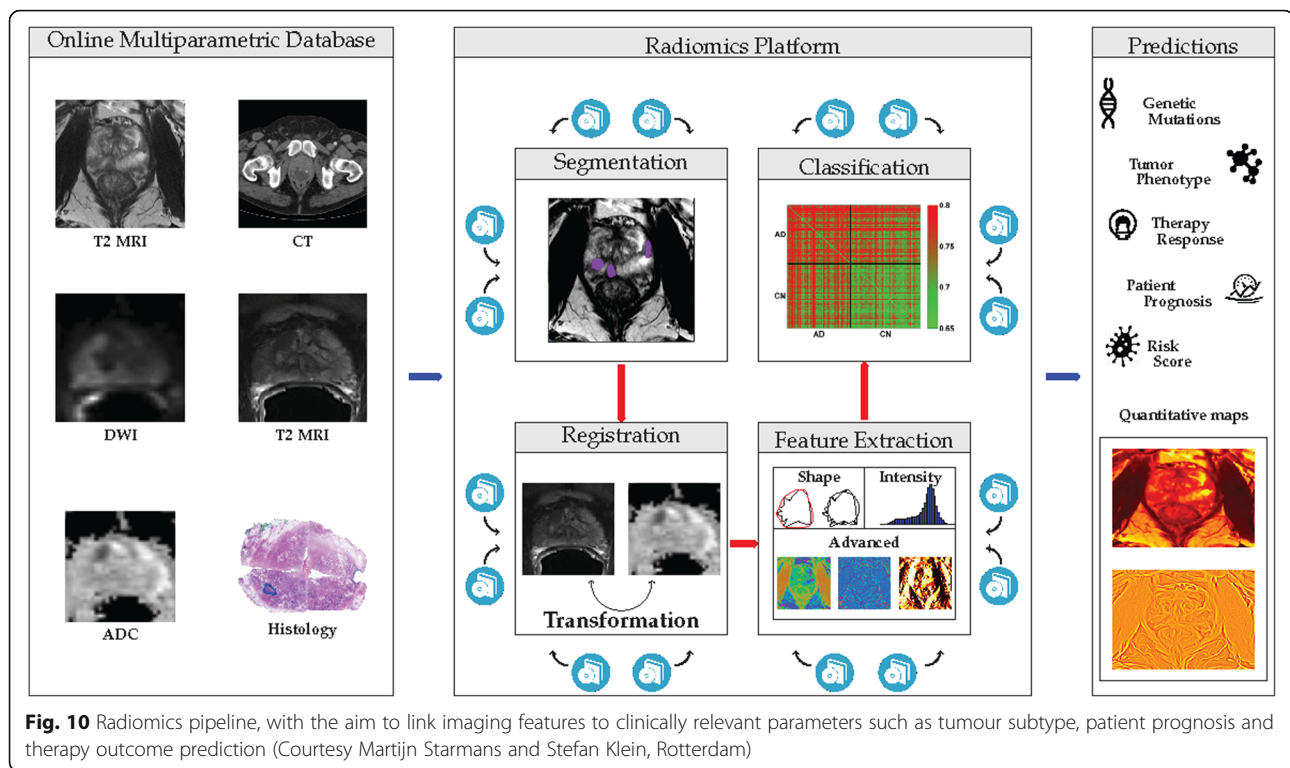 Online Multiparametric Database
T2 MRI
CT
DWI
T2 MRI
ADC
Histology
Radiomics Platform
Segmentation
Registration
Transformation
Feature Extraction
Shape
Intensity
Advanced
Classification
AD
CN
AD
CN
0.8
0.75
0.7
0.65
Predictions
Genetic
Mutations
Tumor
Phenotype
Therapy
Response
Patient
Prognosis
Risk
Score
Quantitative maps
Fig. 10 Radiomics pipeline, with the aim to link imaging features to clinically relevant parameters such as tumour subtype, patient prognosis and
therapy outcome prediction (Courtesy Martijn Starmans and Stefan Klein, Rotterdam)